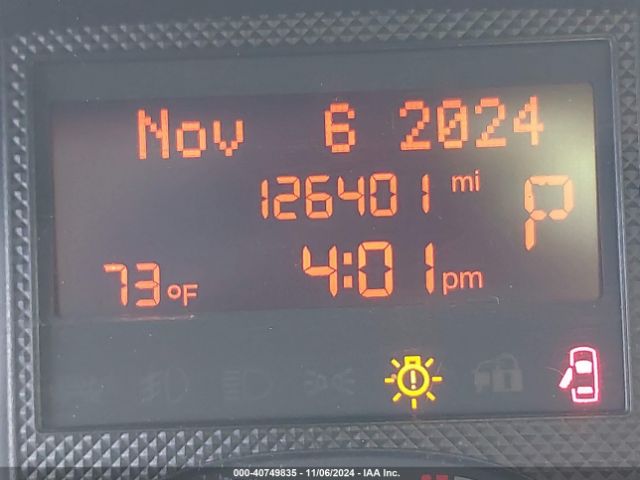 Nov 6 2024
126401 mi
P
73°F 4:01 pm
000-40749835 - 11/06/2024 - IAA Inc.